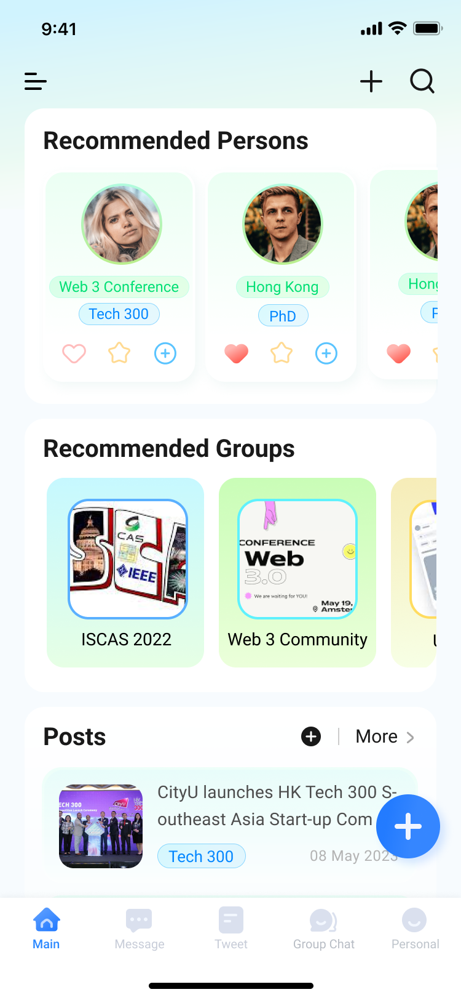 9:41
Recommended Persons
Web 3 Conference
Hong Kong
Hong
Tech 300
PhD
Recommended Groups
CAS
IEEE
CONFERENCE
Web
3.0
We are waiting for YOU!
May 19,
Amster
ISCAS 2022
Web 3 Community
Posts
More
ECH 300
CityU
CityU launches HK Tech 300 S-
outheast Asia Start-up Com
Tech 300
08 May 2023
Main
Message
Tweet
Group Chat
Personal